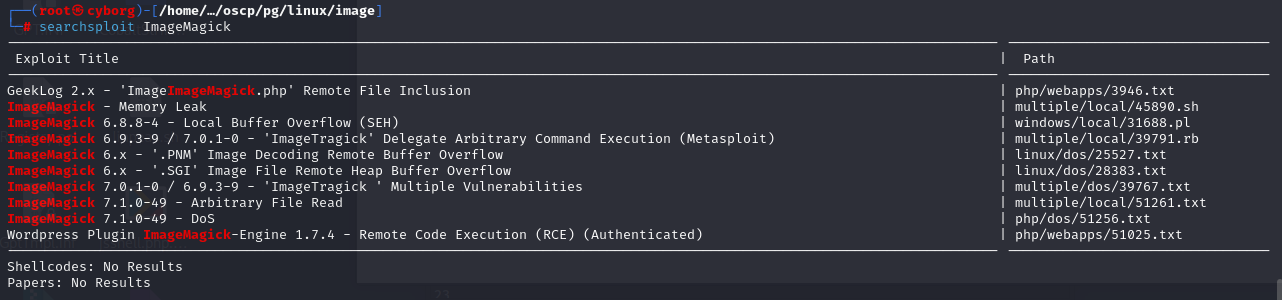 ┌──(root㉿cyborg)-[/home/…/oscp/pg/linux/image]
└─# searchsploit ImageMagick
Exploit Title | Path
GeekLog 2.x - 'ImageImageMagick.php' Remote File Inclusion | php/webapps/3946.txt
ImageMagick - Memory Leak | multiple/local/45890.sh
ImageMagick 6.8.8-4 - Local Buffer Overflow (SEH) | windows/local/31688.pl
ImageMagick 6.9.3-9 / 7.0.1-0 - 'ImageTragick' Delegate Arbitrary Command Execution (Metasploit) | multiple/local/39791.rb
ImageMagick 6.x - '.PNM' Image Decoding Remote Buffer Overflow | linux/dos/25527.txt
ImageMagick 6.x - '.SGI' Image File Remote Heap Buffer Overflow | linux/dos/28383.txt
ImageMagick 7.0.1-0 / 6.9.3-9 - 'ImageTragick ' Multiple Vulnerabilities | multiple/dos/39767.txt
ImageMagick 7.1.0-49 - Arbitrary File Read | multiple/local/51261.txt
ImageMagick 7.1.0-49 - DoS | php/dos/51256.txt
Wordpress Plugin ImageMagick-Engine 1.7.4 - Remote Code Execution (RCE) (Authenticated) | php/webapps/51025.txt
Shellcodes: No Results
Papers: No Results